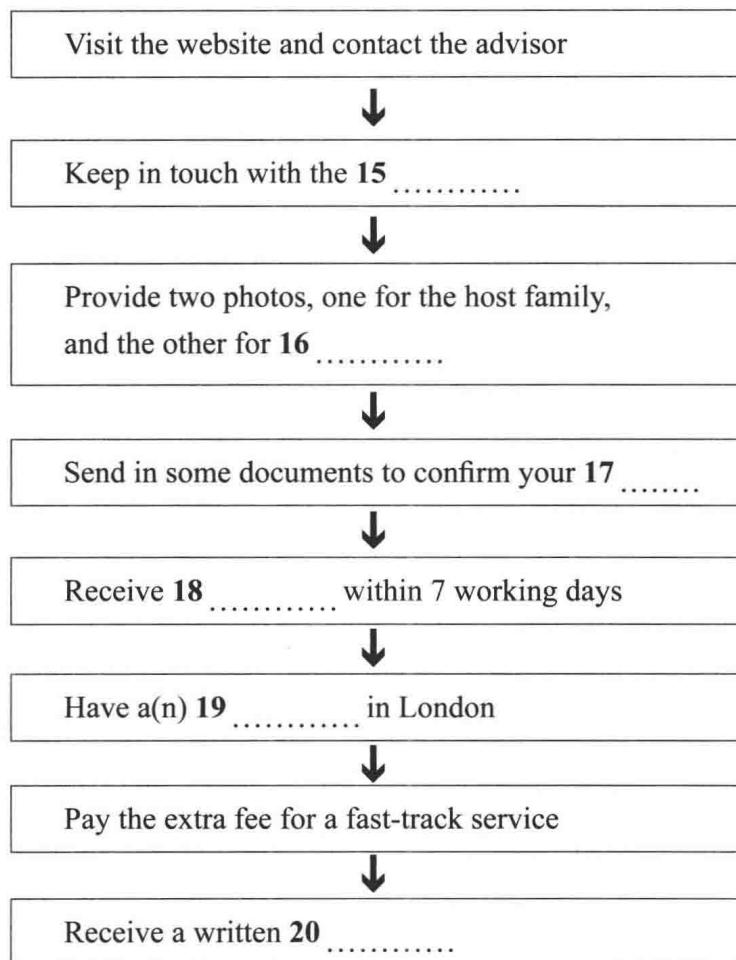 Visit the website and contact the advisor
Keep in touch with the 15 ............
Provide two photos, one for the host family,
and the other for 16 ............
Send in some documents to confirm your 17 ........
Receive 18 ............ within 7 working days
Have a(n) 19 ............ in London
Pay the extra fee for a fast-track service
Receive a written 20 ............